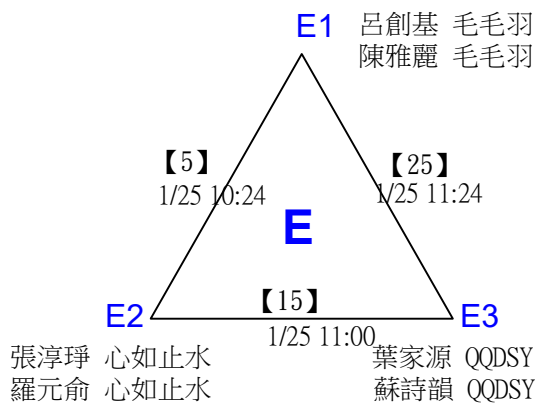 E1
呂創基 毛毛羽
陳雅麗 毛毛羽
【5】
1/25 10:24
【25】
1/25 11:24
E
【15】
1/25 11:00
E2
E3
張淳琤 心如止水
羅元俞 心如止水
葉家源 QQDSY
蘇詩韻 QQDSY